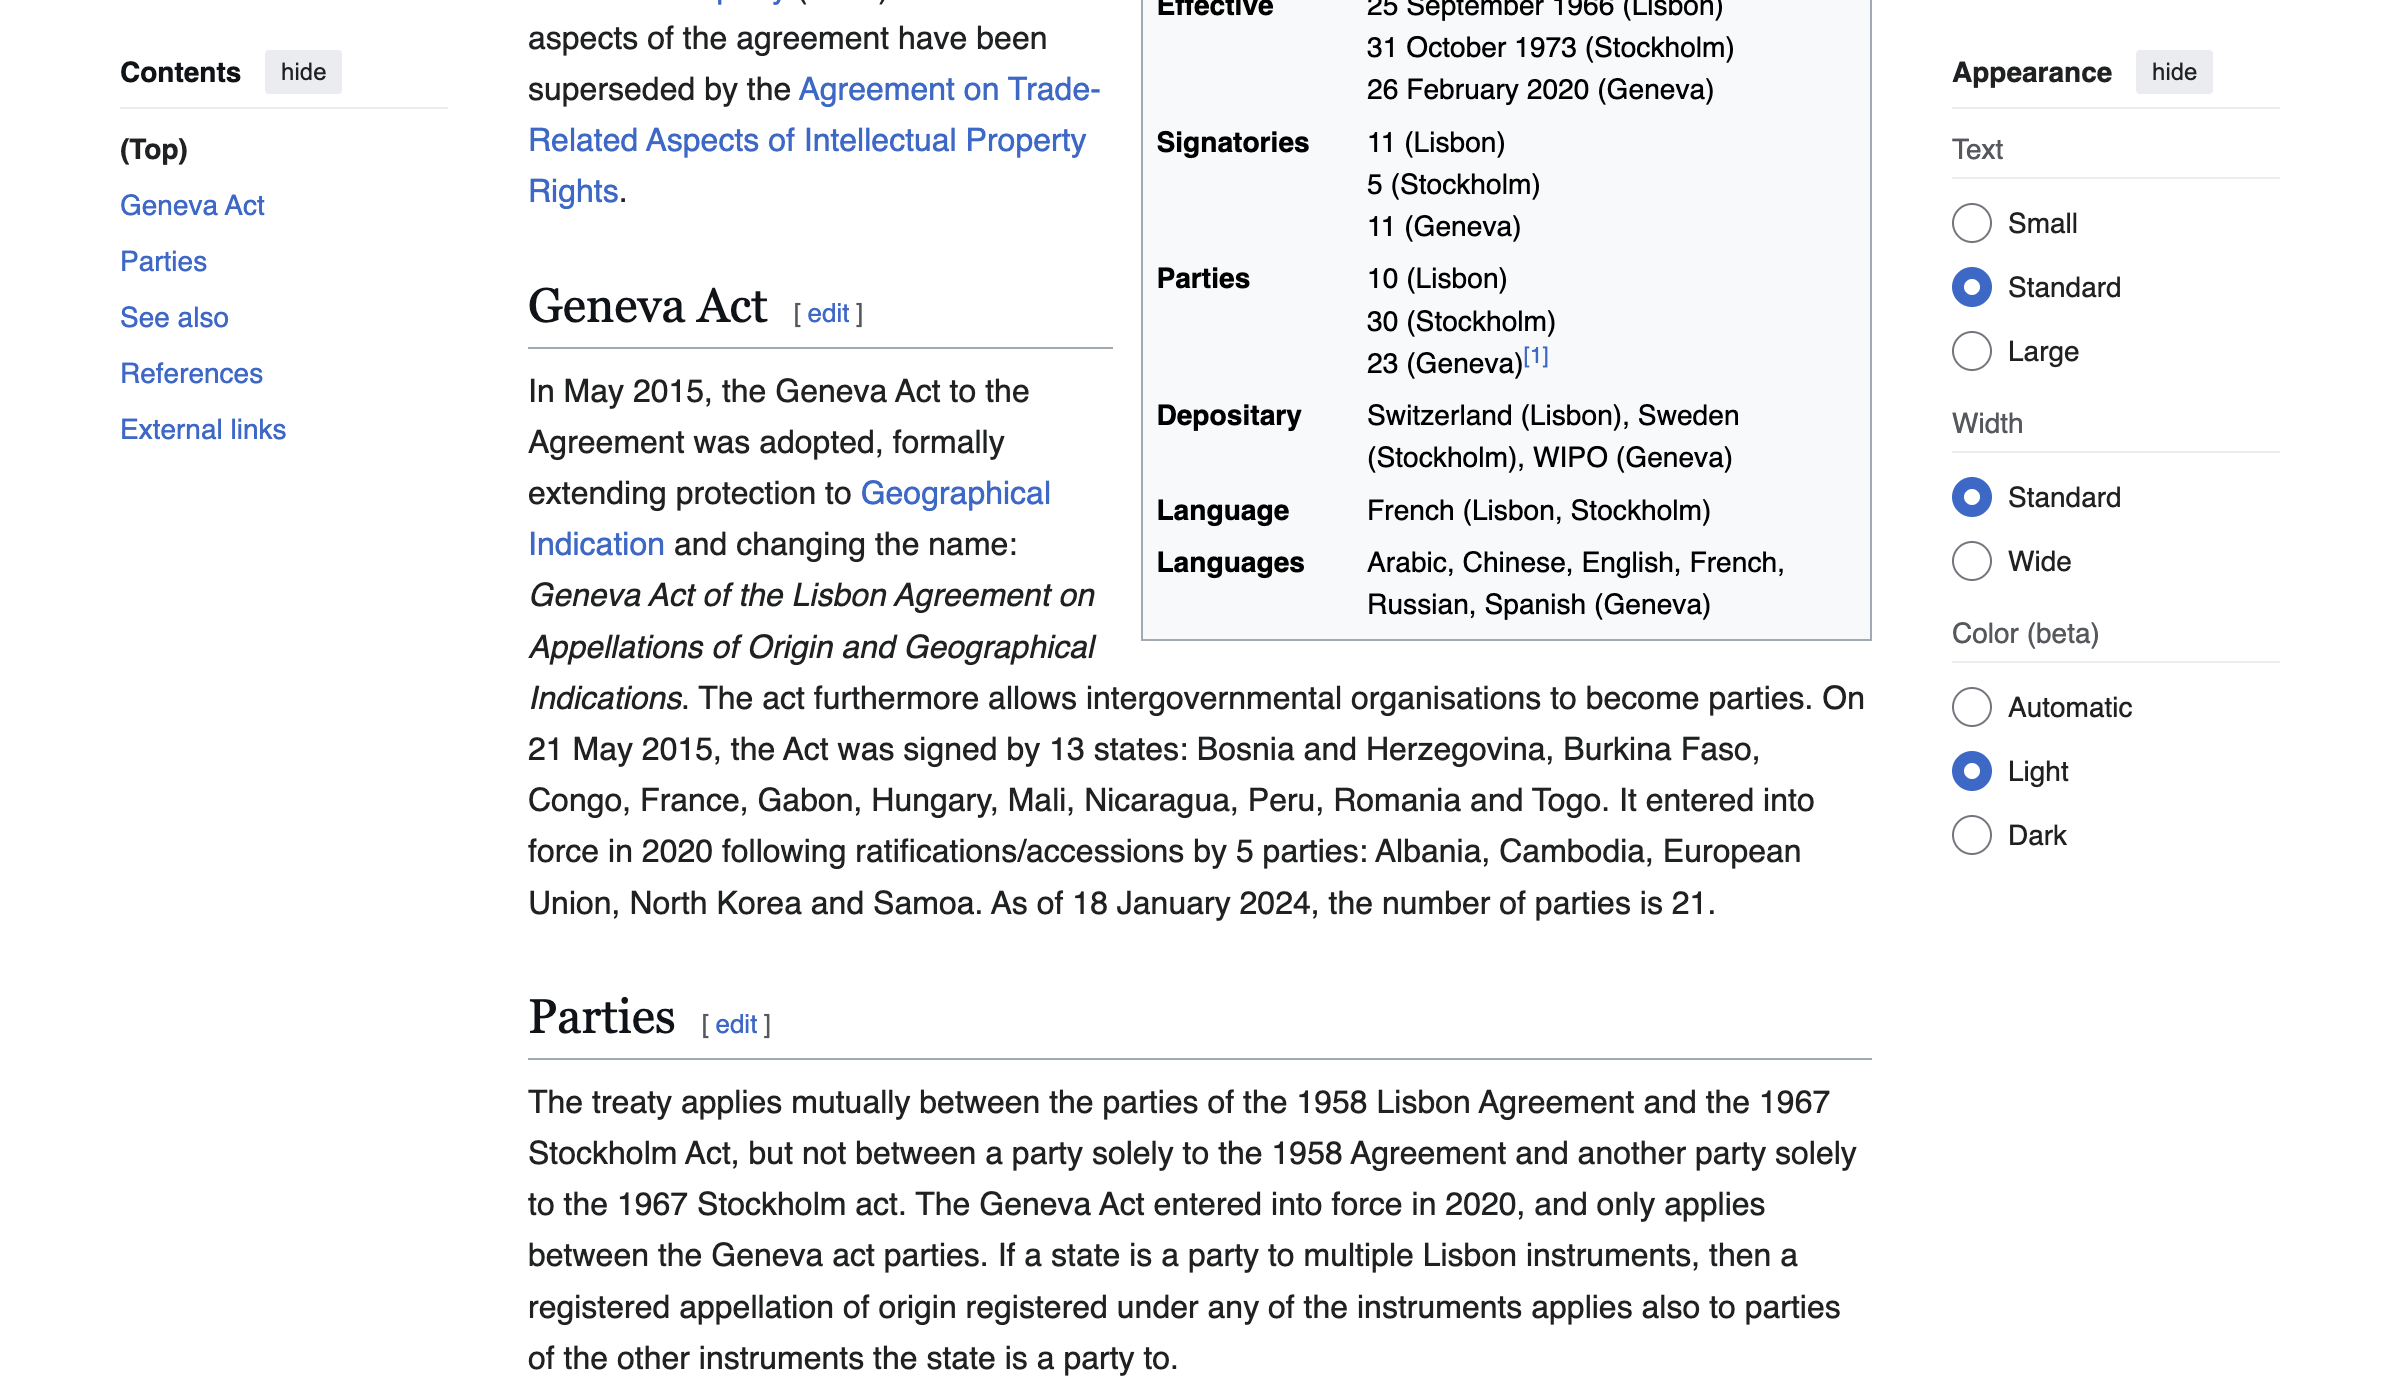 Contents hide
(Top)
Geneva Act
Parties
See also
References
External links
aspects of the agreement have been
superseded by the Agreement on Trade-
Related Aspects of Intellectual Property
Rights.
Geneva Act [ edit ]
In May 2015, the Geneva Act to the
Agreement was adopted, formally
extending protection to Geographical
Indication and changing the name:
Geneva Act of the Lisbon Agreement on
Appellations of Origin and Geographical
Indications. The act furthermore allows intergovernmental organisations to become parties. On
21 May 2015, the Act was signed by 13 states: Bosnia and Herzegovina, Burkina Faso,
Congo, France, Gabon, Hungary, Mali, Nicaragua, Peru, Romania and Togo. It entered into
force in 2020 following ratifications/accessions by 5 parties: Albania, Cambodia, European
Union, North Korea and Samoa. As of 18 January 2024, the number of parties is 21.
Parties [ edit ]
The treaty applies mutually between the parties of the 1958 Lisbon Agreement and the 1967
Stockholm Act, but not between a party solely to the 1958 Agreement and another party solely
to the 1967 Stockholm act. The Geneva Act entered into force in 2020, and only applies
between the Geneva act parties. If a state is a party to multiple Lisbon instruments, then a
registered appellation of origin registered under any of the instruments applies also to parties
of the other instruments the state is a party to.
Effective 25 September 1966 (Lisbon)
31 October 1973 (Stockholm)
26 February 2020 (Geneva)
Signatories 11 (Lisbon)
5 (Stockholm)
11 (Geneva)
Parties 10 (Lisbon)
30 (Stockholm)
23 (Geneva)[1]
Depositary Switzerland (Lisbon), Sweden
(Stockholm), WIPO (Geneva)
Language French (Lisbon, Stockholm)
Languages Arabic, Chinese, English, French,
Russian, Spanish (Geneva)
Appearance hide
Text
Small
Standard
Large
Width
Standard
Wide
Color (beta)
Automatic
Light
Dark